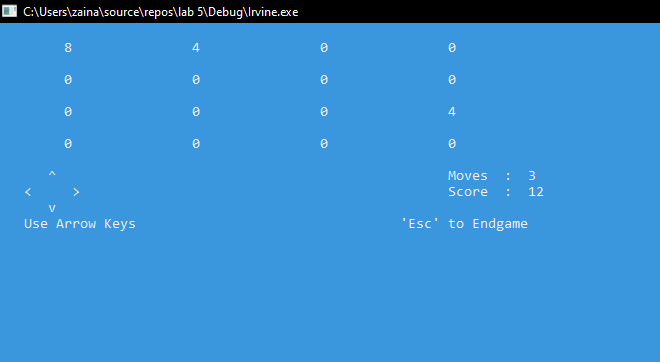 C:\Users\zaina\source\repos\lab 5\Debug\Irvine.exe
8 4 0 0
0 0 0 0
0 0 0 4
0 0 0 0
^ Moves : 3
< > Score : 12
v
Use Arrow Keys 'Esc' to Endgame